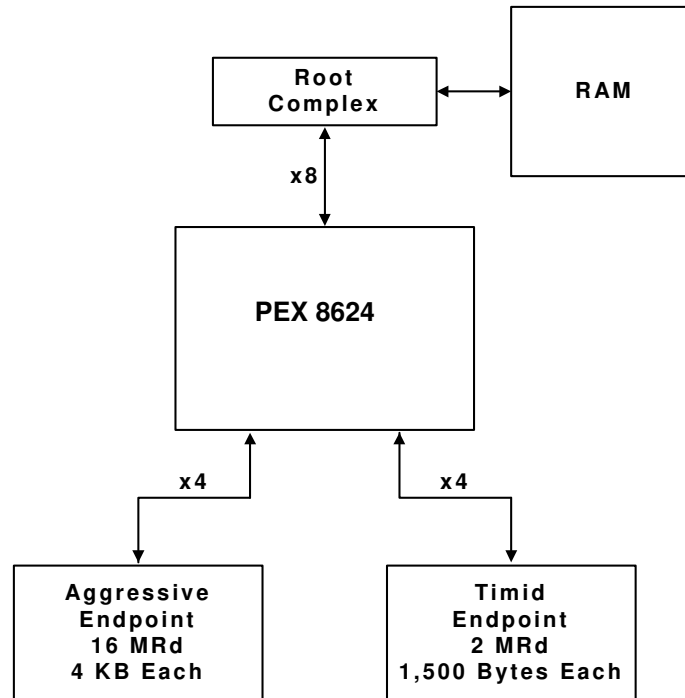 Root
Complex
RAM
x8
PEX 8624
x4
x4
Aggressive
Endpoint
16 MRd
4 KB Each
Timid
Endpoint
2 MRd
1,500 Bytes Each